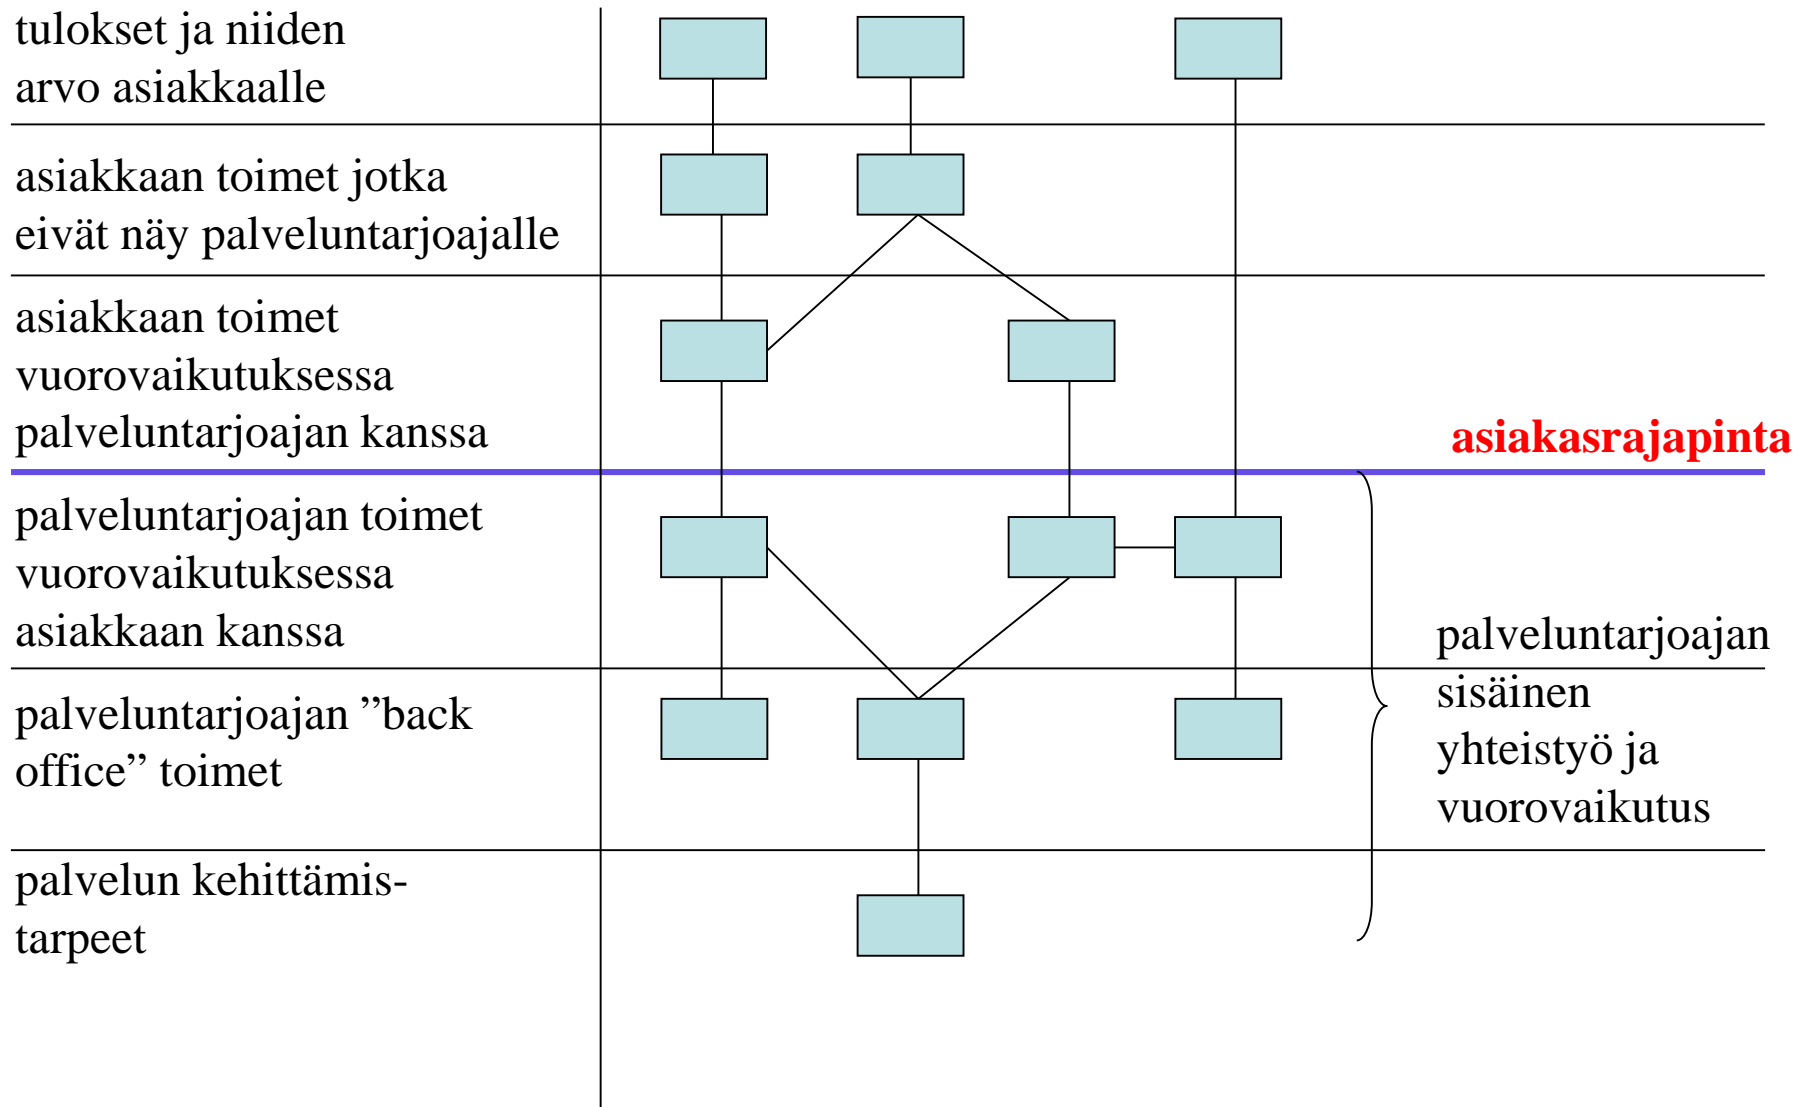 tulokset ja niiden
arvo asiakkaalle
asiakkaan toimet jotka
eivät näy palveluntarjoajalle
asiakkaan toimet
vuorovaikutuksessa
palveluntarjoajan kanssa
asiakasrajapinta
palveluntarjoajan toimet
vuorovaikutuksessa
asiakkaan kanssa
palveluntarjoajan ”back
office” toimet
palveluntarjoajan
sisäinen
yhteistyö ja
vuorovaikutus
palvelun kehittämis-
tarpeet